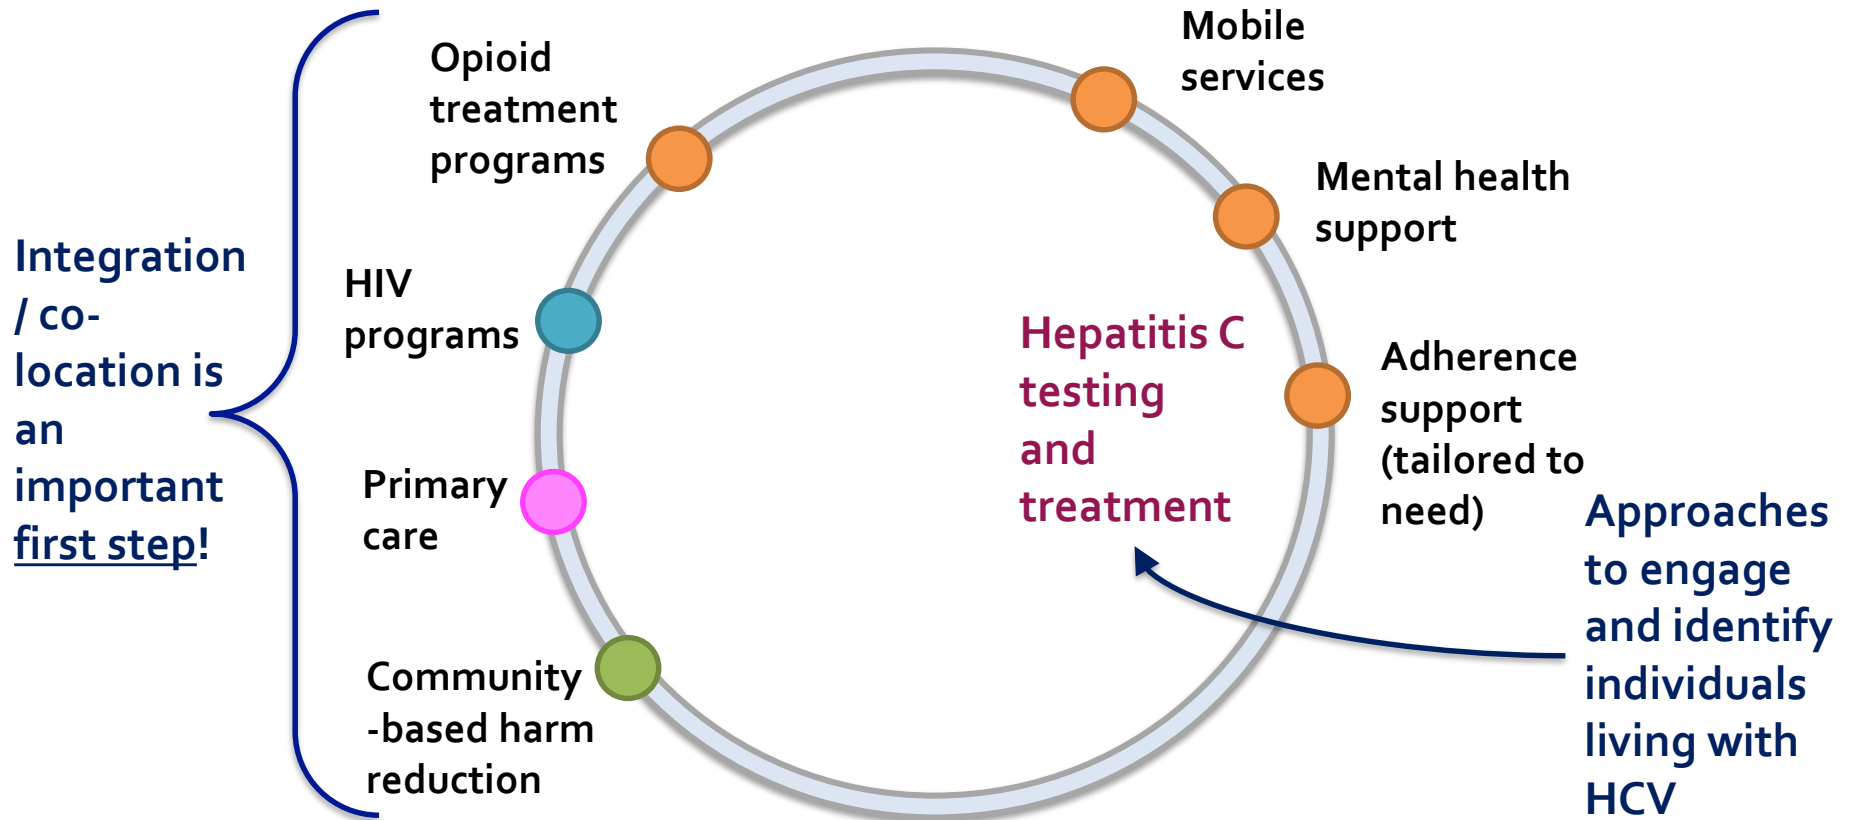 Integration
/ co-
location is
an
important
first step!
Opioid
treatment
programs
HIV
programs
Primary
care
Community
-based harm
reduction
Mobile
services
Mental health
support
Adherence
support
(tailored to
need)
Hepatitis C
testing
and
treatment
Approaches
to engage
and identify
individuals
living with
HCV